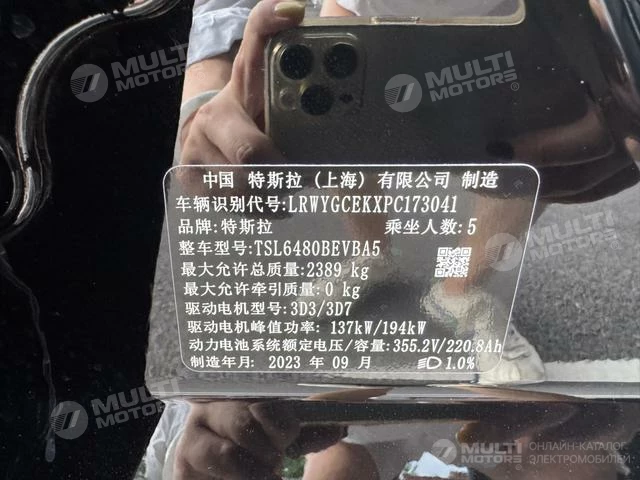 MULTI
MOTORS
MULTI
MOTORS®
中国 特斯拉 (上海) 有限公司 制造
车辆识别代号:LRWYGCEKXPC173041
品牌:特斯拉 乘坐人数:5
整车型号:TSL6480BEVBA5
最大允许总质量:2389 kg
最大允许牵引质量:0 kg
驱动电机型号:3D3/3D7
驱动电机峰值功率: 137kW/194kW
动力电池系统额定电压/容量:355.2V/220.8Ah
制造年月: 2023 年 09 月 1.0%
MULTI
MOTORS
MULTI
MOTORS
ОНЛАЙН-КАТАЛОГ
ЭЛЕКТРОМОБИЛЕЙ